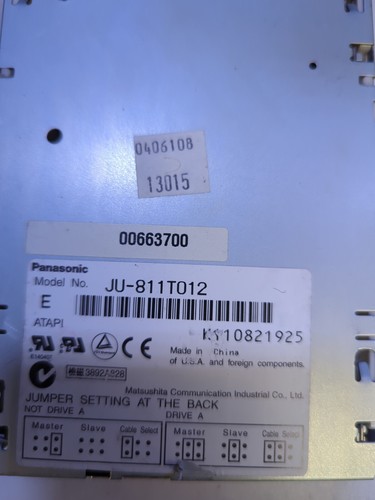 0406108
13015
00663700
Panasonic
Model No. JU-811T012
E
ATAPI
KY10821925
Made in China
of U.S.A. and foreign components.
Matsushita Communication Industrial Co., Ltd.
JUMPER SETTING AT THE BACK
NOT DRIVE A DRIVE A
Master Slave Cable Select Master Slave Cable Select